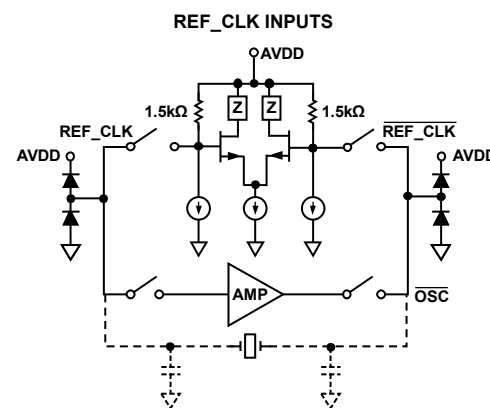 REF_CLK INPUTS
AVDD
1.5kΩ
Z
Z
1.5kΩ
REF_CLK
REF_CLK
AVDD
AVDD
AMP
OSC